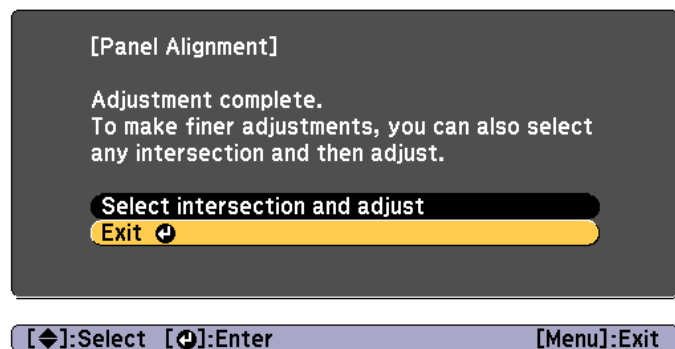 [Panel Alignment]
Adjustment complete.
To make finer adjustments, you can also select
any intersection and then adjust.
Select intersection and adjust
Exit
[◆]:Select [↵]:Enter [Menu]:Exit